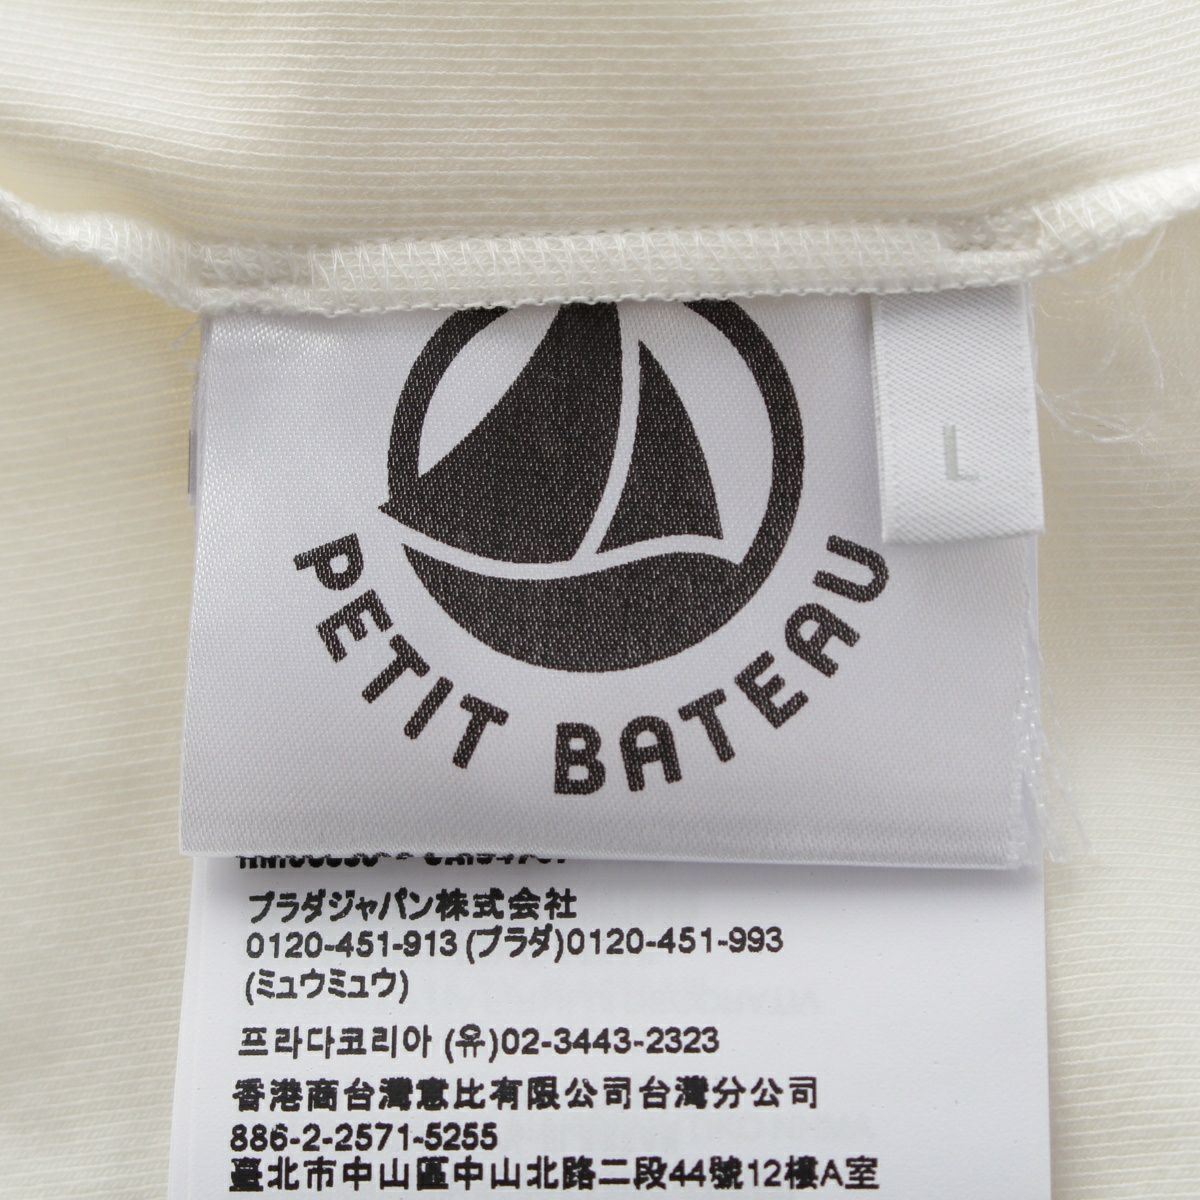 L
PETIT BATEAU
プラダジャパン株式会社
0120-451-913 (プラダ)0120-451-993
(ミュウミュウ)
프라다코리아 (유)02-3443-2323
香港商台灣意比有限公司台灣分公司
886-2-2571-5255
臺北市中山區中山北路二段44號12樓A室